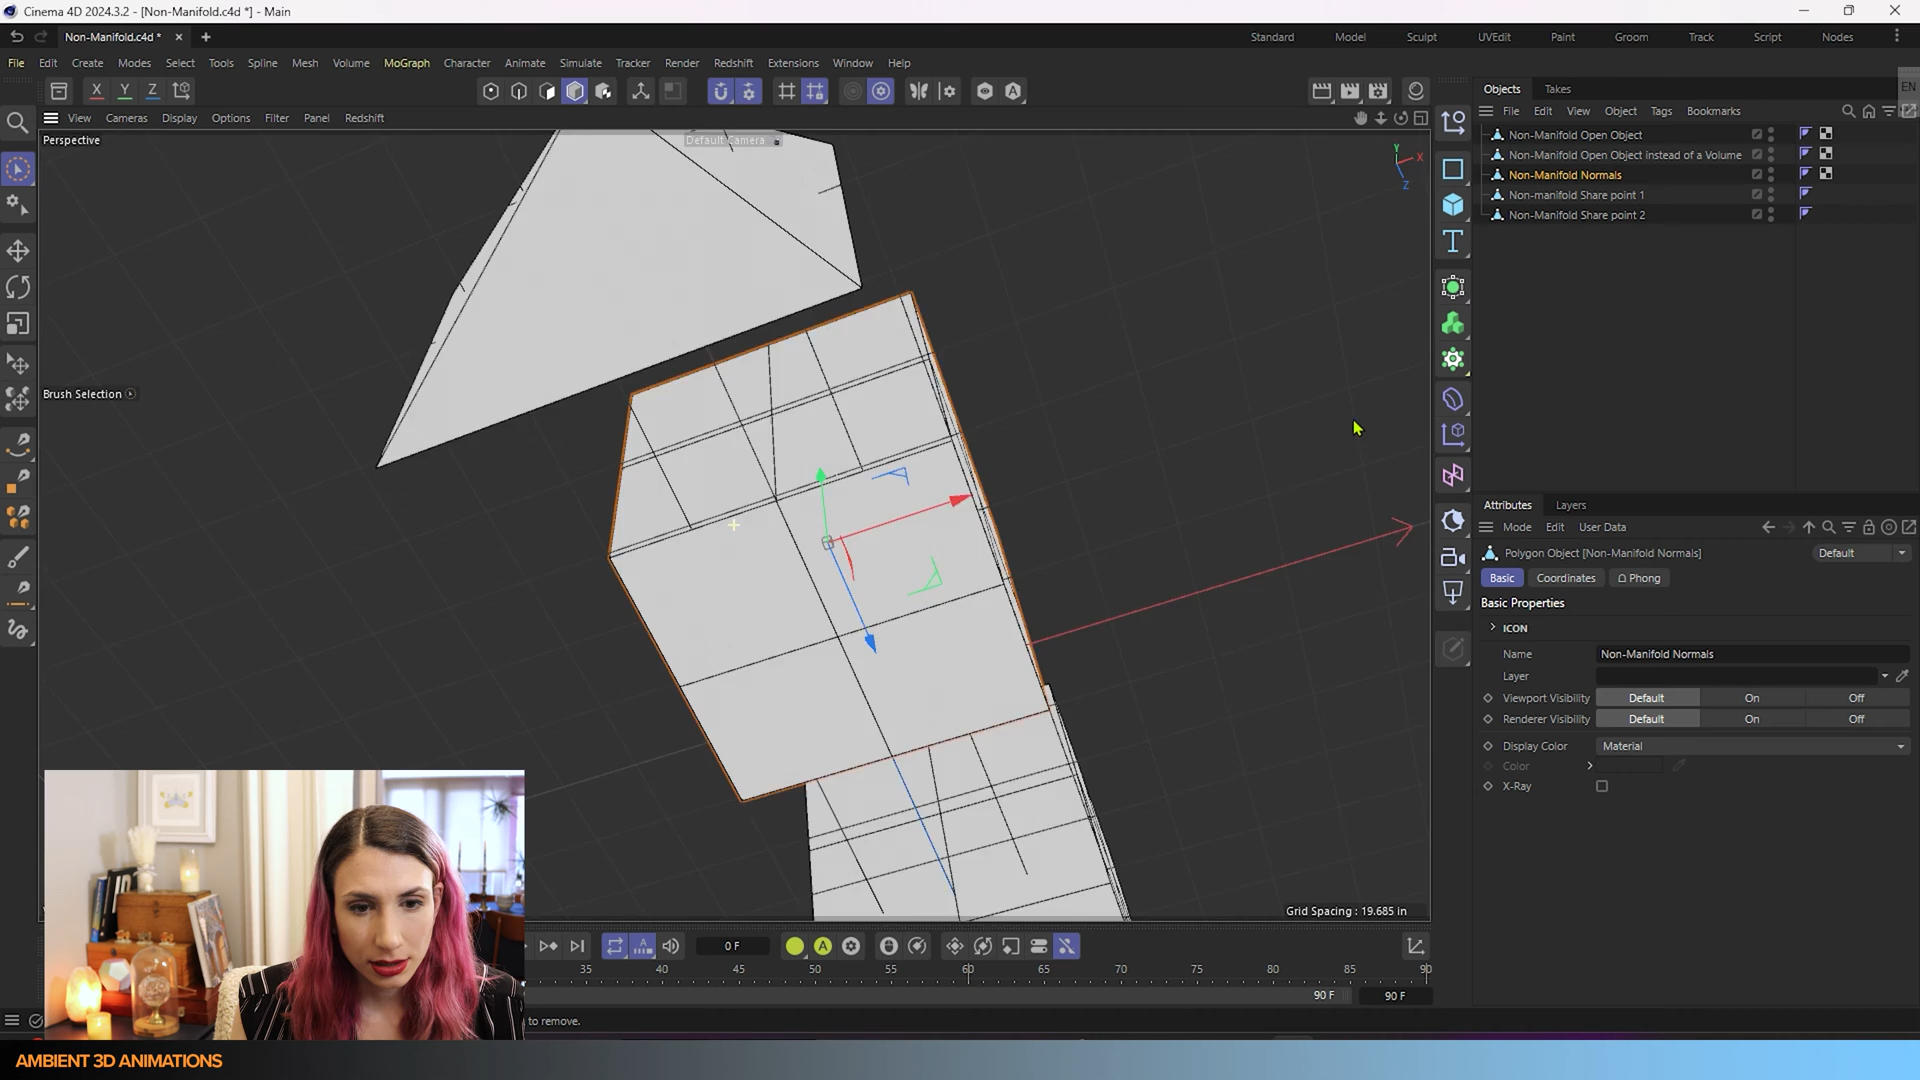 Cinema 4D 2024.3.2 - [Non-Manifold.c4d *] - Main
Non-Manifold.c4d * × +
Standard Model Sculpt UVEdit Paint Groom Track Script Nodes
File Edit Create Modes Select Tools Spline Mesh Volume MoGraph Character Animate Simulate Tracker Render Redshift Extensions Window Help
X Y Z
Objects Takes
EN
File Edit View Object Tags Bookmarks
View Cameras Display Options Filter Panel Redshift
Perspective
Default Camera
Y
X
Z
Non-Manifold Open Object
Non-Manifold Open Object instead of a Volume
Non-Manifold Normals
Non-manifold Share point 1
Non-Manifold Share point 2
Brush Selection
Attributes Layers
Mode Edit User Data
Polygon Object [Non-Manifold Normals]
Default
Basic Coordinates Phong
Basic Properties
ICON
Name Non-Manifold Normals
Layer
Viewport Visibility Default On Off
Renderer Visibility Default On Off
Display Color Material
Color
X-Ray
Grid Spacing : 19.685 in
0 F
35 40 45 50 55 60 65 70 75 80 85 90
90 F 90 F
to remove.
AMBIENT 3D ANIMATIONS